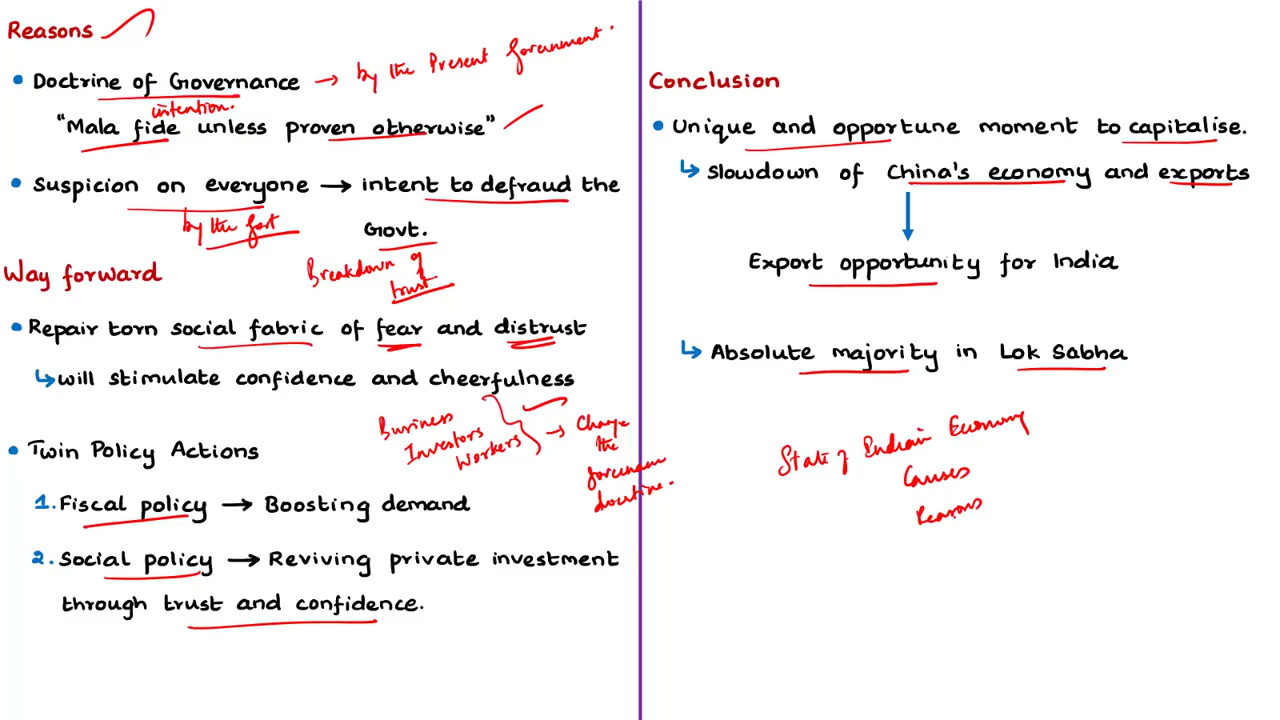 Reasons
• Doctrine of Governance → by the Present Government.
intention.
"Mala fide unless proven otherwise"
• Suspicion on everyone → intent to defraud the
by the Govt
Govt.
Breakdown of
trust
Way forward
• Repair torn social fabric of fear and distrust
↳ will stimulate confidence and cheerfulness
Business
Investors
Workers
→ Change
the
government
doctrine.
• Twin Policy Actions
1. Fiscal policy → Boosting demand
2. Social policy → Reviving private investment
through trust and confidence.
Conclusion
• Unique and opportune moment to capitalise.
↳ Slowdown of China's economy and exports
Export opportunity for India
↳ Absolute majority in Lok Sabha
State of Indian Economy
Causes
Reasons